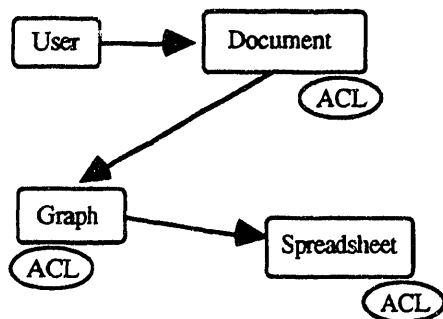 User
Document
ACL
Graph
ACL
Spreadsheet
ACL